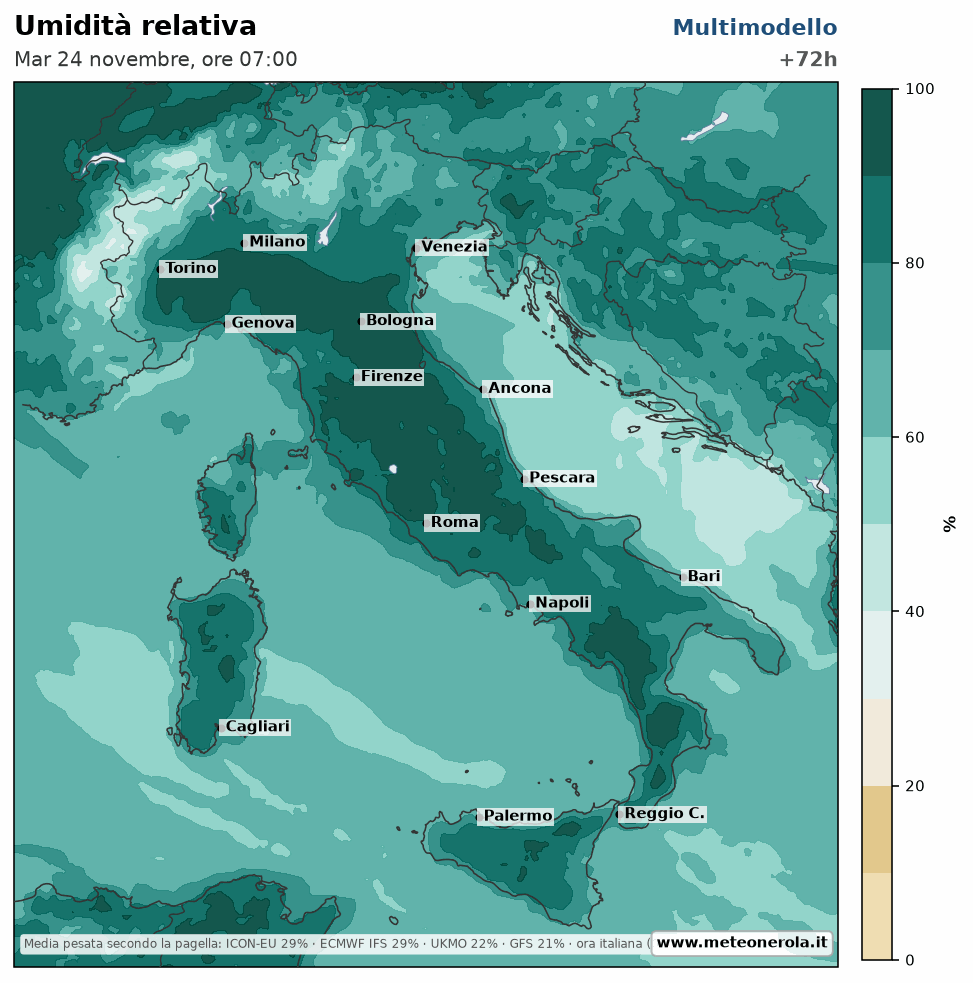 Umidità relativa
Multimodello
Mar 24 novembre, ore 07:00
+72h
100
80
60
40
20
0
%
Milano
Venezia
Torino
Genova
Bologna
Firenze
Ancona
Pescara
Roma
Bari
Napoli
Cagliari
Palermo
Reggio C.
Media pesata secondo la pagella: ICON-EU 29% · ECMWF IFS 29% · UKMO 22% · GFS 21% · ora italiana (
www.meteonerola.it